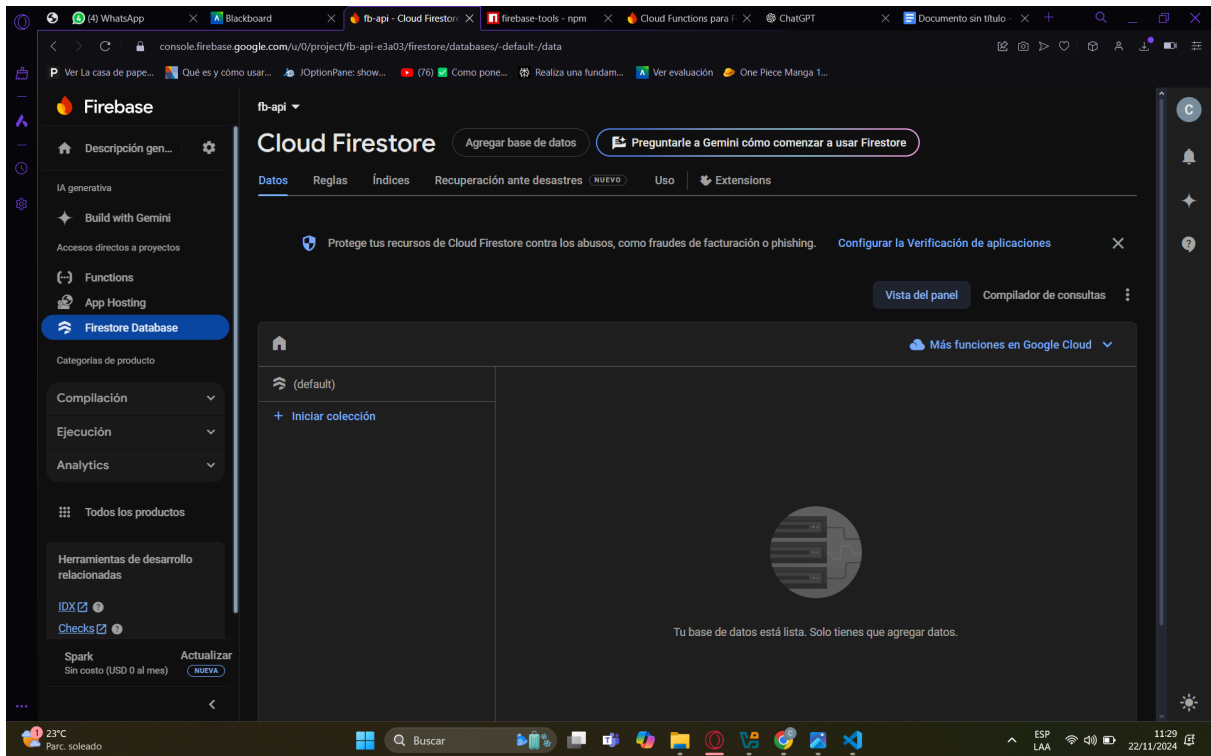 (4) WhatsApp
Blackboard
fb-api - Cloud Firestore
firebase-tools - npm
Cloud Functions para F
ChatGPT
Documento sin título -
console.firebase.google.com/u/0/project/fb-api-e3a03/firestore/databases/-default-/data
Ver La casa de pape...
Qué es y cómo usar...
JOptionPane: show...
(76) ✅ Como pone...
Realiza una fundam...
Ver evaluación
One Piece Manga 1...
Firebase
fb-api
C
Descripción gen...
Cloud Firestore
Agregar base de datos
Preguntarle a Gemini cómo comenzar a usar Firestore
Datos
Reglas
Índices
Recuperación ante desastres
NUEVO
Uso
Extensions
IA generativa
Build with Gemini
Accesos directos a proyectos
Functions
App Hosting
Firestore Database
Categorías de producto
Compilación
Ejecución
Analytics
Todos los productos
Herramientas de desarrollo
relacionadas
IDX
Checks
Spark
Sin costo (USD 0 al mes)
Actualizar
NUEVA
Protege tus recursos de Cloud Firestore contra los abusos, como fraudes de facturación o phishing.
Configurar la Verificación de aplicaciones
Vista del panel
Compilador de consultas
Más funciones en Google Cloud
(default)
+ Iniciar colección
Tu base de datos está lista. Solo tienes que agregar datos.
1
23°C
Parc. soleado
Buscar
ESP
LAA
11:29
22/11/2024